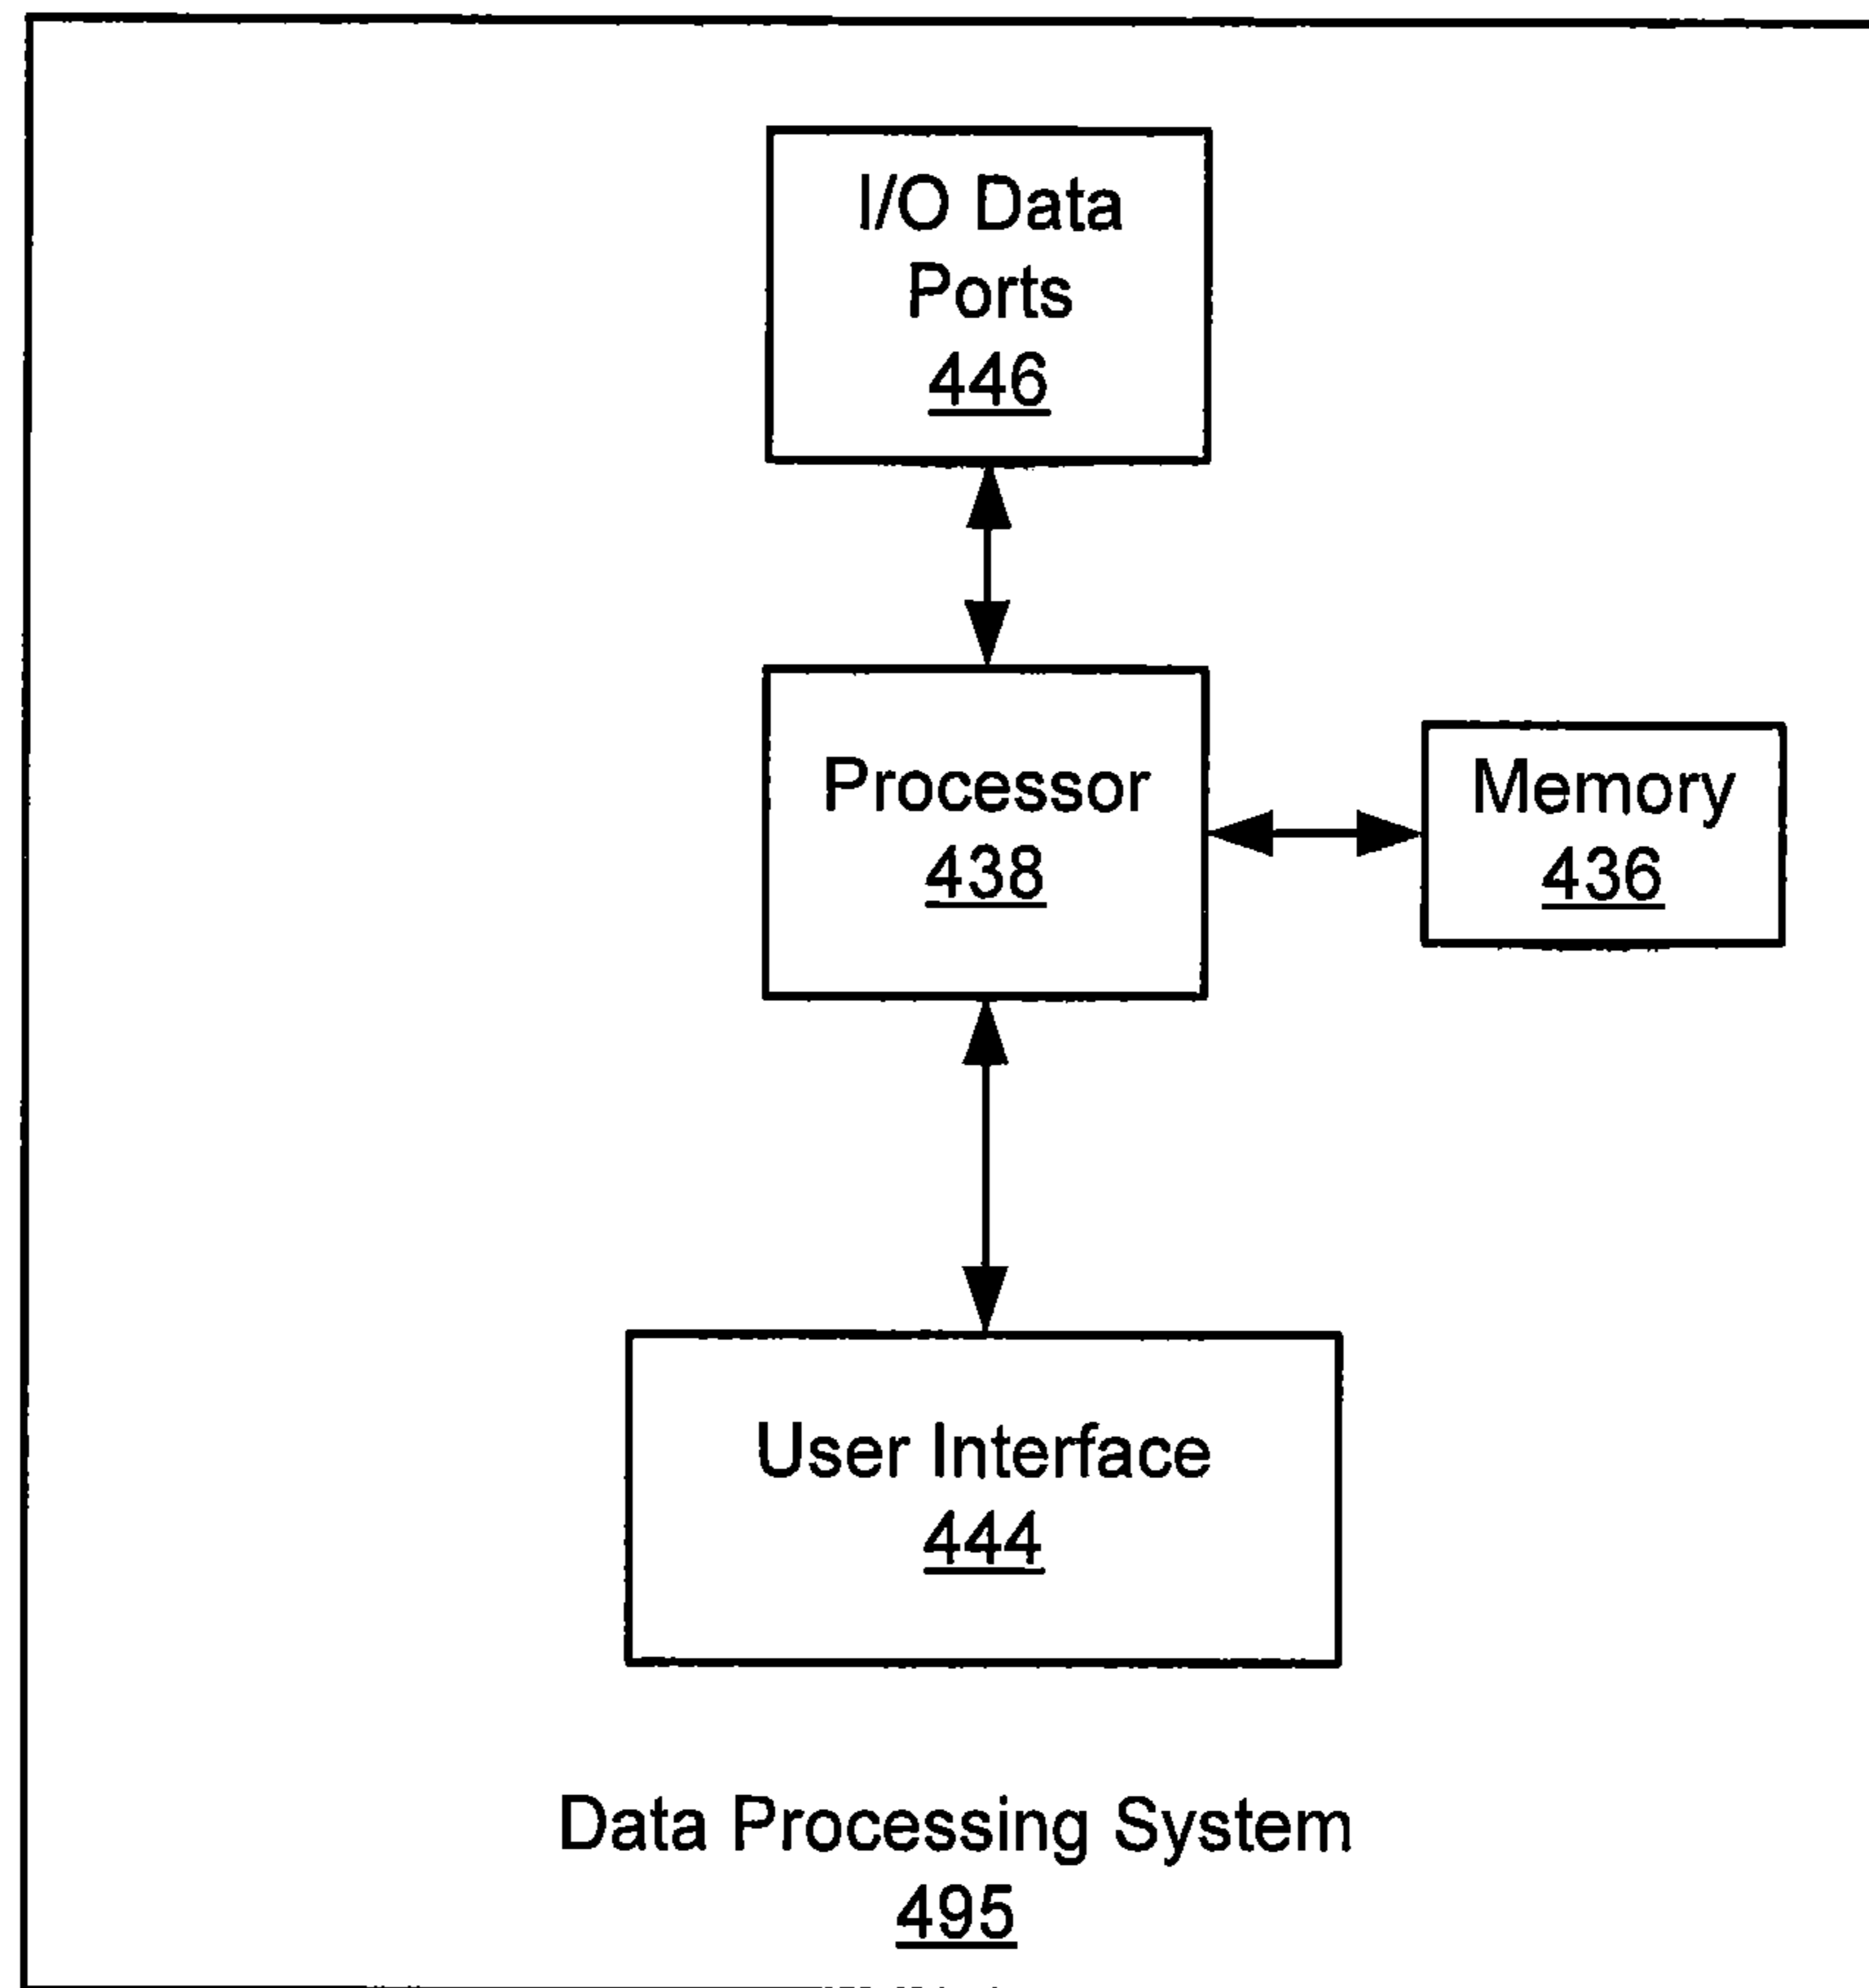 I/O Data
Ports
446
Processor
438
Memory
436
User Interface
444
Data Processing System
495